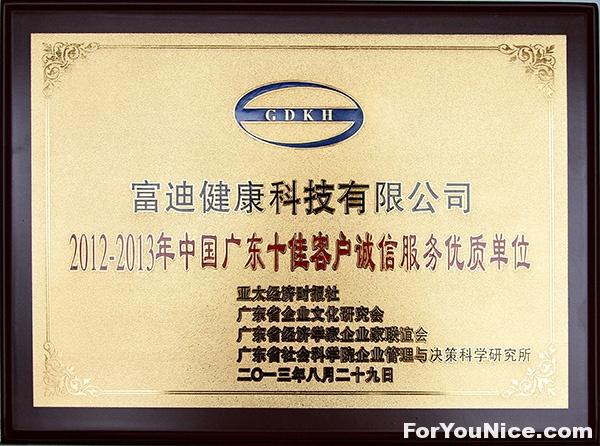 GDKH
富迪健康科技有限公司
2012-2013年中国广东十佳客户诚信服务优质单位
亚太经济时报社
广东省企业文化研究会
广东省经济学家企业家联谊会
广东省社会科学院企业管理与决策科学研究所
二〇一三年八月二十九日
ForYouNice.com